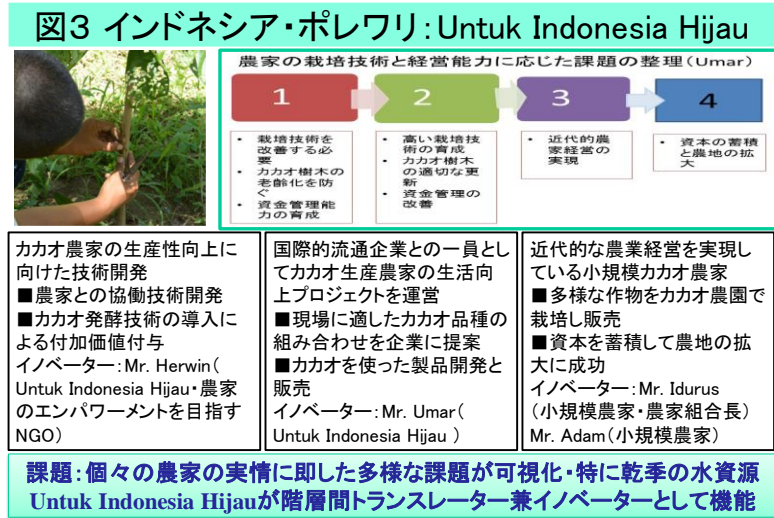 図3 インドネシア・ポレワリ:Untuk Indonesia Hijau
農家の栽培技術と経営能力に応じた課題の整理(Umar)
1
2
3
4
• 栽培技術を
改善する必
要
• カカオ樹木の
老齢化を防
ぐ
• 資金管理能
力の育成
• 高い栽培技
術の育成
• カカオ樹木
の適切な更
新
• 資金管理の
改善
• 近代的農
家経営の
実現
• 資本の蓄積
と農地の拡
大
カカオ農家の生産性向上に
向けた技術開発
■農家との協働技術開発
■カカオ発酵技術の導入に
よる付加価値付与
イノベーター:Mr. Herwin(
Untuk Indonesia Hijau・農家
のエンパワーメントを目指す
NGO)
国際的流通企業との一員とし
てカカオ生産農家の生活向
上プロジェクトを運営
■現場に適したカカオ品種の
組み合わせを企業に提案
■カカオを使った製品開発と
販売
イノベーター:Mr. Umar(
Untuk Indonesia Hijau )
近代的な農業経営を実現し
ている小規模カカオ農家
■多様な作物をカカオ農園で
栽培し販売
■資本を蓄積して農地の拡
大に成功
イノベーター:Mr. Idurus
(小規模農家・農家組合長)
Mr. Adam(小規模農家)
課題:個々の農家の実情に即した多様な課題が可視化・特に乾季の水資源
Untuk Indonesia Hijauが階層間トランスレーター兼イノベーターとして機能